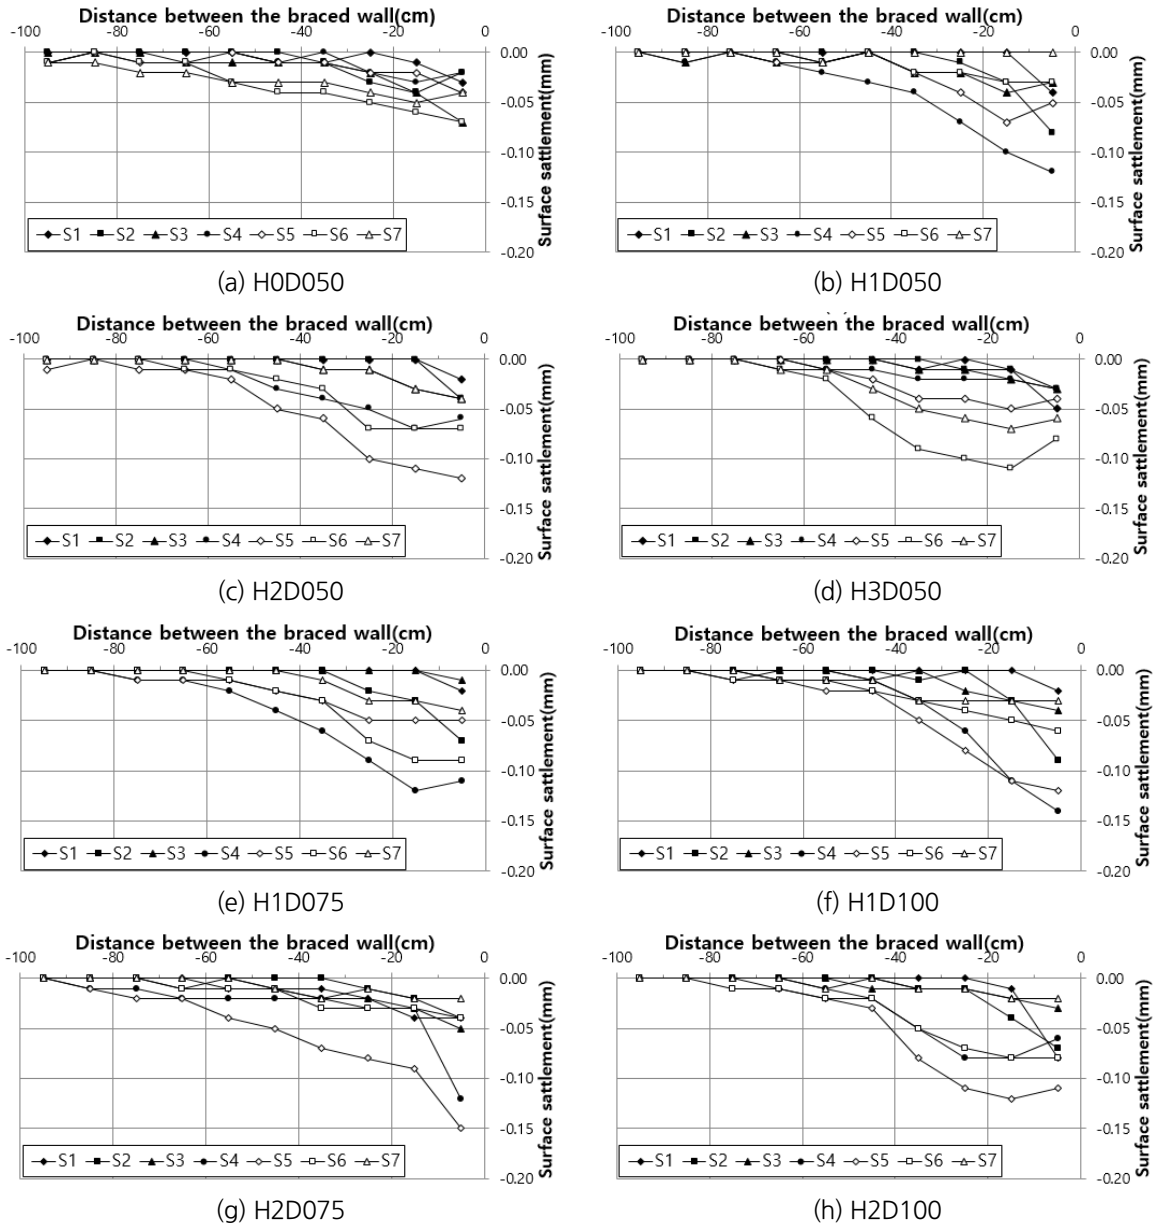 Distance between the braced wall(cm)
-100 -80 -60 -40 -20 0
0.00
-0.05
-0.10
-0.15
-0.20
Surface sattlement(mm)
S1 S2 S3 S4 S5 S6 S7
(a) H0D050
Distance between the braced wall(cm)
-100 -80 -60 -40 -20 0
0.00
-0.05
-0.10
-0.15
-0.20
Surface sattlement(mm)
S1 S2 S3 S4 S5 S6 S7
(b) H1D050
Distance between the braced wall(cm)
-100 -80 -60 -40 -20 0
0.00
-0.05
-0.10
-0.15
-0.20
Surface sattlement(mm)
S1 S2 S3 S4 S5 S6 S7
(c) H2D050
Distance between the braced wall(cm)
-100 -80 -60 -40 -20 0
0.00
-0.05
-0.10
-0.15
-0.20
Surface sattlement(mm)
S1 S2 S3 S4 S5 S6 S7
(d) H3D050
Distance between the braced wall(cm)
-100 -80 -60 -40 -20 0
0.00
-0.05
-0.10
-0.15
-0.20
Surface sattlement(mm)
S1 S2 S3 S4 S5 S6 S7
(e) H1D075
Distance between the braced wall(cm)
-100 -80 -60 -40 -20 0
0.00
-0.05
-0.10
-0.15
-0.20
Surface sattlement(mm)
S1 S2 S3 S4 S5 S6 S7
(f) H1D100
Distance between the braced wall(cm)
-100 -80 -60 -40 -20 0
0.00
-0.05
-0.10
-0.15
-0.20
Surface sattlement(mm)
S1 S2 S3 S4 S5 S6 S7
(g) H2D075
Distance between the braced wall(cm)
-100 -80 -60 -40 -20 0
0.00
-0.05
-0.10
-0.15
-0.20
Surface sattlement(mm)
S1 S2 S3 S4 S5 S6 S7
(h) H2D100